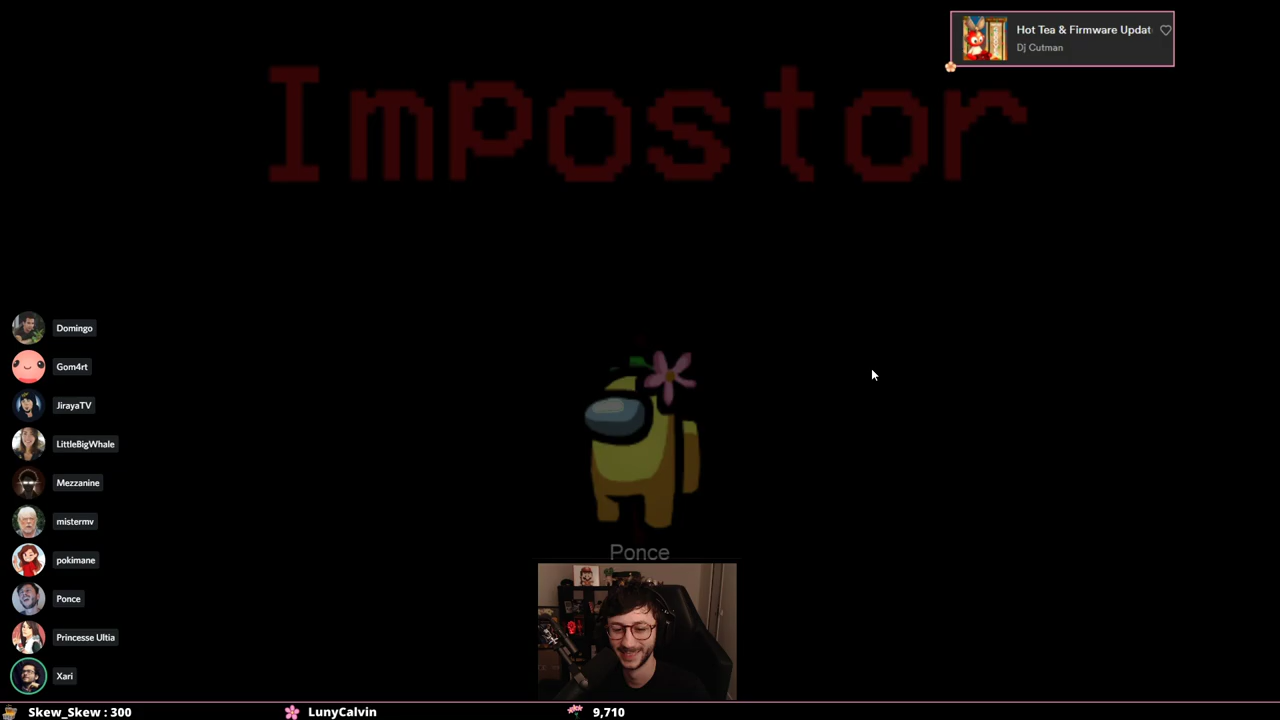 Hot Tea & Firmware Updat
Dj Cutman
Impostor
Domingo
Gom4rt
JirayaTV
LittleBigWhale
Mezzanine
mistermv
pokimane
Ponce
Princesse Ultia
Xari
Ponce
Skew_Skew : 300
LunyCalvin
9,710